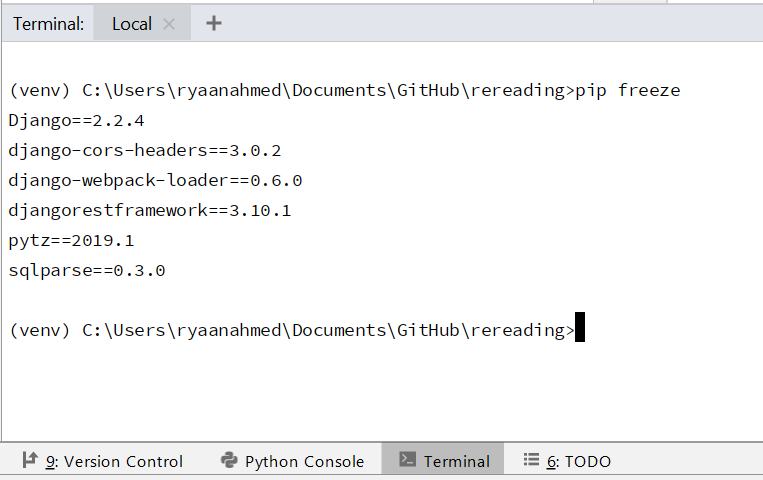 Terminal: Local × +
(venv) C:\Users\ryaanahmed\Documents\GitHub\rereading>pip freeze
Django==2.2.4
django-cors-headers==3.0.2
django-webpack-loader==0.6.0
djangorestframework==3.10.1
pytz==2019.1
sqlparse==0.3.0
(venv) C:\Users\ryaanahmed\Documents\GitHub\rereading>
9: Version Control Python Console Terminal 6: TODO